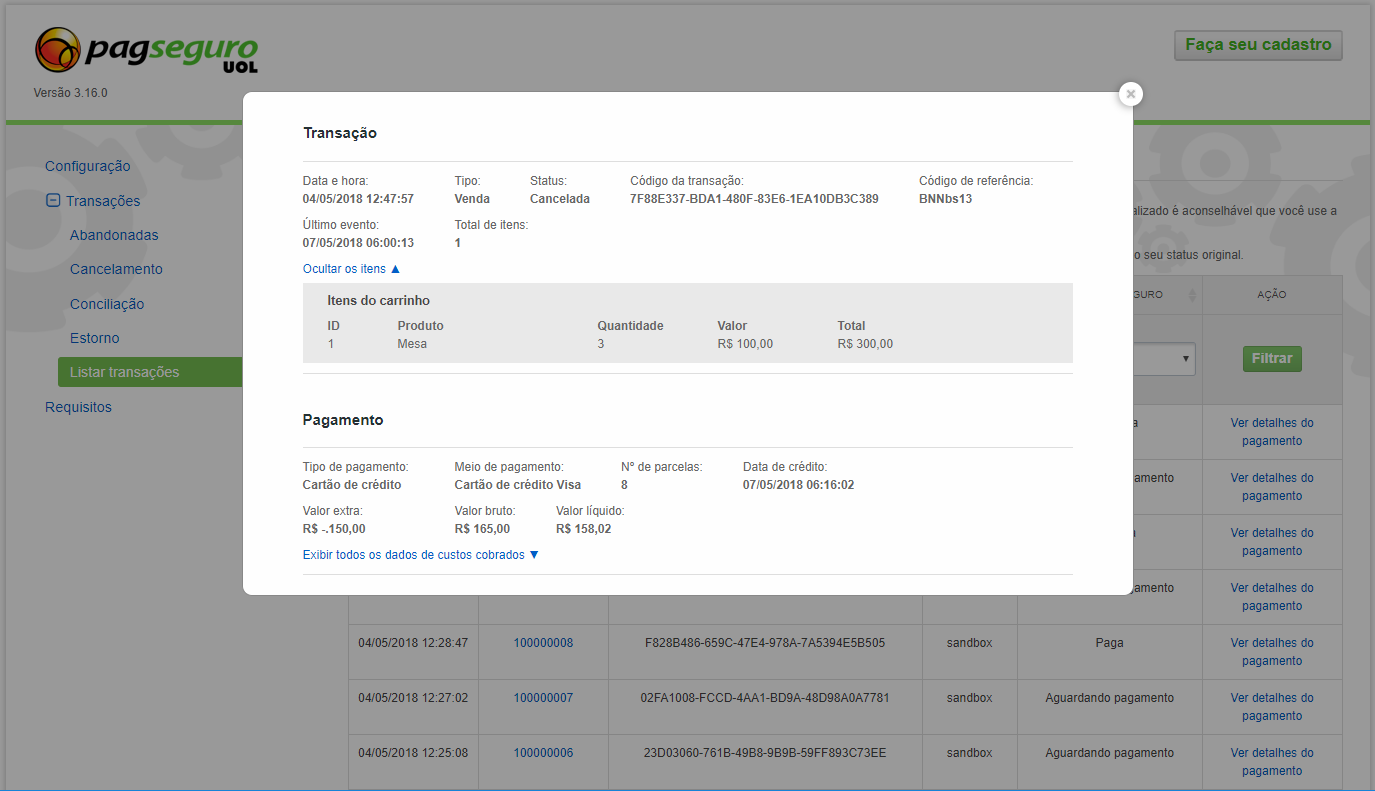 pagseguro
UOL
Faça seu cadastro
Versão 3.16.0
Configuração
Transações
Abandonadas
Cancelamento
Conciliação
Estorno
Listar transações
Requisitos
Transação
Data e hora: Tipo: Status: Código da transação: Código de referência:
04/05/2018 12:47:57 Venda Cancelada 7F88E337-BDA1-480F-83E6-1EA10DB3C389 BNNbs13
Último evento: Total de itens:
07/05/2018 06:00:13 1
Ocultar os itens ▲
Itens do carrinho
ID Produto Quantidade Valor Total
1 Mesa 3 R$ 100,00 R$ 300,00
Pagamento
Tipo de pagamento: Meio de pagamento: Nº de parcelas: Data de crédito:
Cartão de crédito Cartão de crédito Visa 8 07/05/2018 06:16:02
Valor extra: Valor bruto: Valor líquido:
R$ -.150,00 R$ 165,00 R$ 158,02
Exibir todos os dados de custos cobrados ▼
alizado é aconselhável que você use a
o seu status original.
GURO AÇÃO
Filtrar
a Ver detalhes do
pagamento
amento Ver detalhes do
pagamento
Ver detalhes do
pagamento
gamento Ver detalhes do
pagamento
04/05/2018 12:28:47 100000008 F828B486-659C-47E4-978A-7A5394E5B505 sandbox Paga Ver detalhes do
pagamento
04/05/2018 12:27:02 100000007 02FA1008-FCCD-4AA1-BD9A-48D98A0A7781 sandbox Aguardando pagamento Ver detalhes do
pagamento
04/05/2018 12:25:08 100000006 23D03060-761B-49B8-9B9B-59FF893C73EE sandbox Aguardando pagamento Ver detalhes do
pagamento